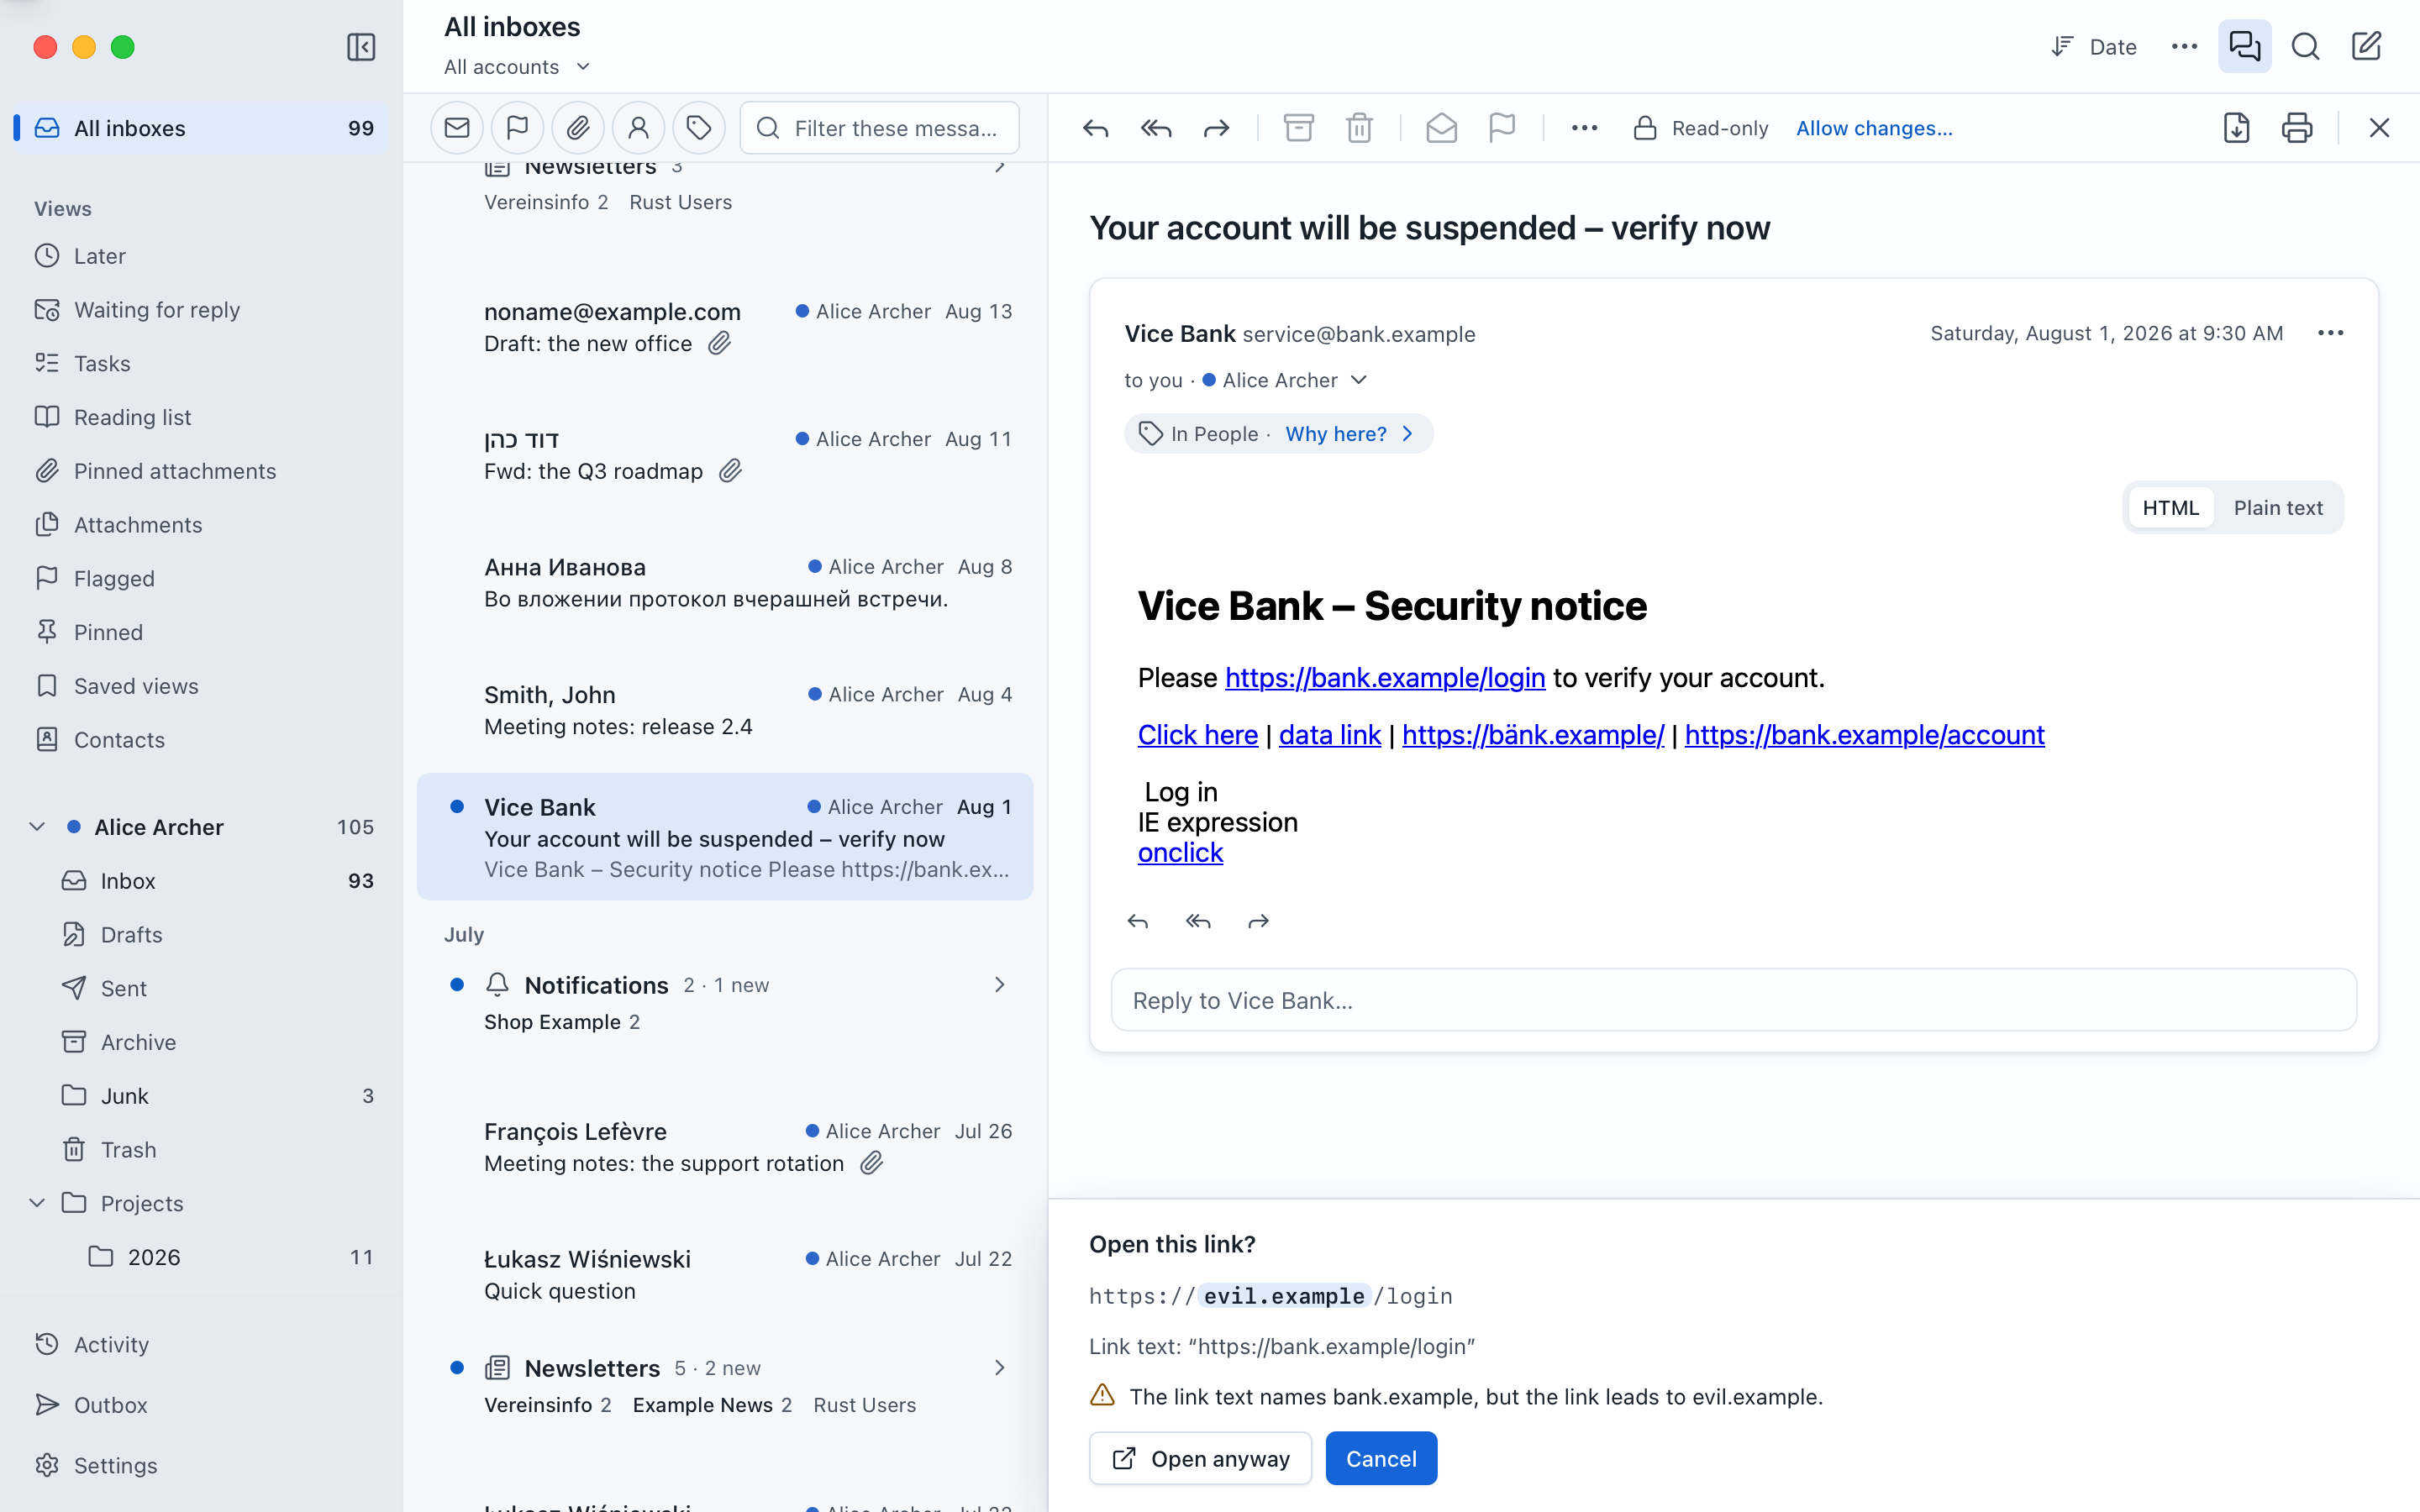 All inboxes
All accounts
Date
All inboxes 99
Views
Later
Waiting for reply
Tasks
Reading list
Pinned attachments
Attachments
Flagged
Pinned
Saved views
Contacts
Alice Archer 105
Inbox 93
Drafts
Sent
Archive
Junk 3
Trash
Projects
2026 11
Activity
Outbox
Settings
Filter these messa...
Newsletters 3
Vereinsinfo 2 Rust Users
noname@example.com Alice Archer Aug 13
Draft: the new office
דוד כהן Alice Archer Aug 11
Fwd: the Q3 roadmap
Анна Иванова Alice Archer Aug 8
Во вложении протокол вчерашней встречи.
Smith, John Alice Archer Aug 4
Meeting notes: release 2.4
Vice Bank Alice Archer Aug 1
Your account will be suspended – verify now
Vice Bank – Security notice Please https://bank.ex...
July
Notifications 2 · 1 new
Shop Example 2
François Lefèvre Alice Archer Jul 26
Meeting notes: the support rotation
Łukasz Wiśniewski Alice Archer Jul 22
Quick question
Newsletters 5 · 2 new
Vereinsinfo 2 Example News 2 Rust Users
Łukasz Wiśniewski Alice Archer Jul 22
Read-only Allow changes...
Your account will be suspended – verify now
Vice Bank service@bank.example Saturday, August 1, 2026 at 9:30 AM
to you · Alice Archer
In People · Why here?
HTML Plain text
Vice Bank – Security notice
Please https://bank.example/login to verify your account.
Click here | data link | https://bänk.example/ | https://bank.example/account
Log in
IE expression
onclick
Reply to Vice Bank...
Open this link?
https://evil.example/login
Link text: “https://bank.example/login”
The link text names bank.example, but the link leads to evil.example.
Open anyway Cancel